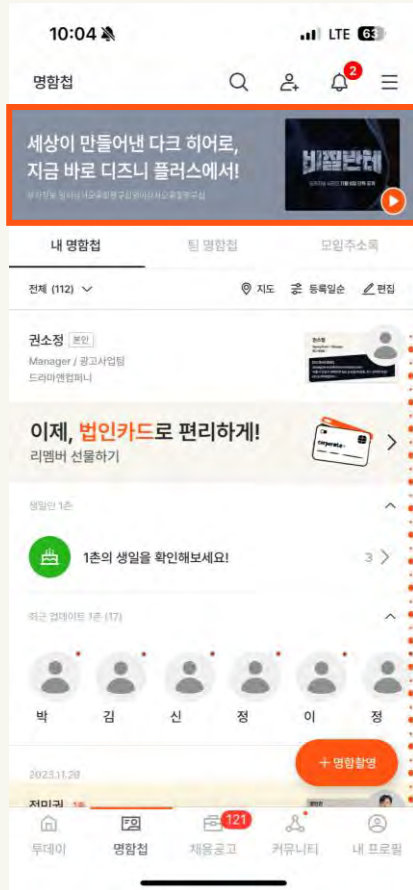 10:04
LTE 63
명함첩
2
세상이 만들어낸 다크 히어로,
지금 바로 디즈니 플러스에서!
비질란테
내 명함첩 팀 명함첩 모임주소록
전체 (112) 지도 등록일순 편집
권소정 본인
Manager / 광고사업팀
드라마앤컴퍼니
이제, 법인카드로 편리하게!
리멤버 선물하기
corporate
생일인 1촌
1촌의 생일을 확인해보세요! 3
최근 업데이트 1촌 (17)
박 김 신 정 이 정
+ 명함촬영
2023.11.20
전민권 1촌
121
투데이 명함첩 채용공고 커뮤니티 내 프로필